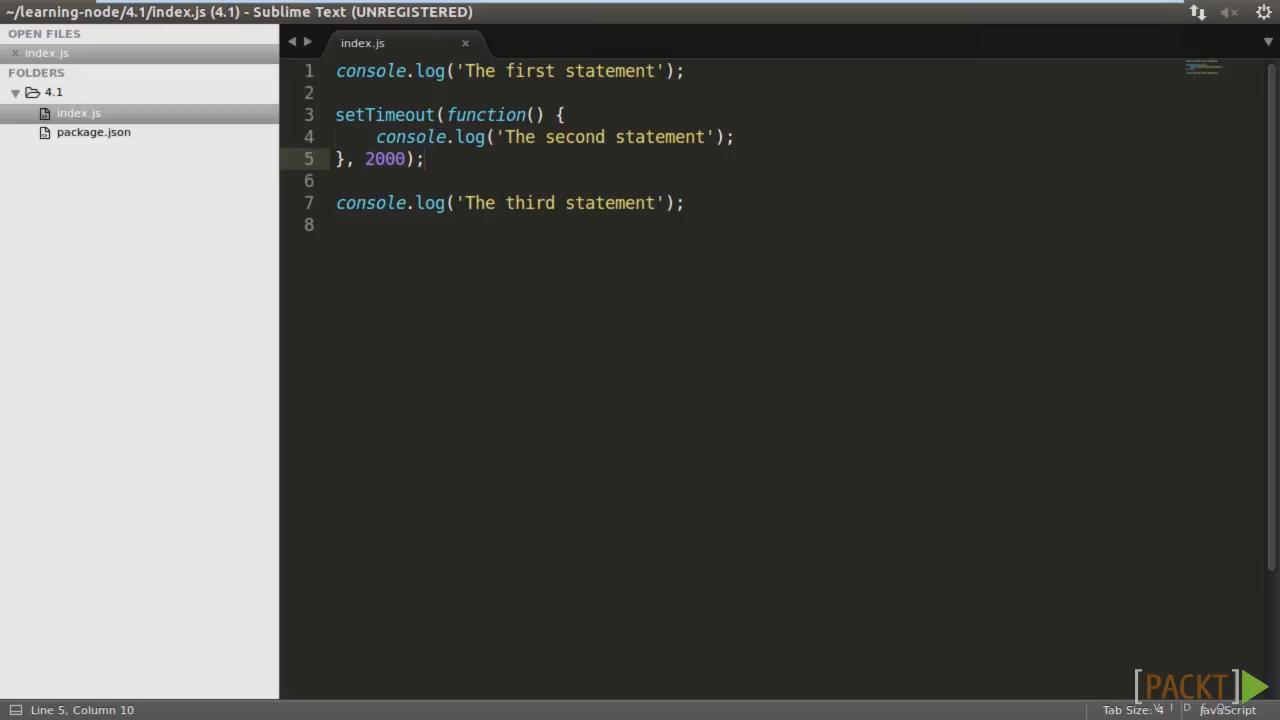 ~/learning-node/4.1/index.js (4.1) - Sublime Text (UNREGISTERED)
OPEN FILES
× index.js
FOLDERS
4.1
index.js
package.json
index.js ×
1 console.log('The first statement');
2
3 setTimeout(function() {
4     console.log('The second statement');
5 }, 2000);
6
7 console.log('The third statement');
8
[PACKT]
VIDEO
Line 5, Column 10
Tab Size: 4
JavaScript